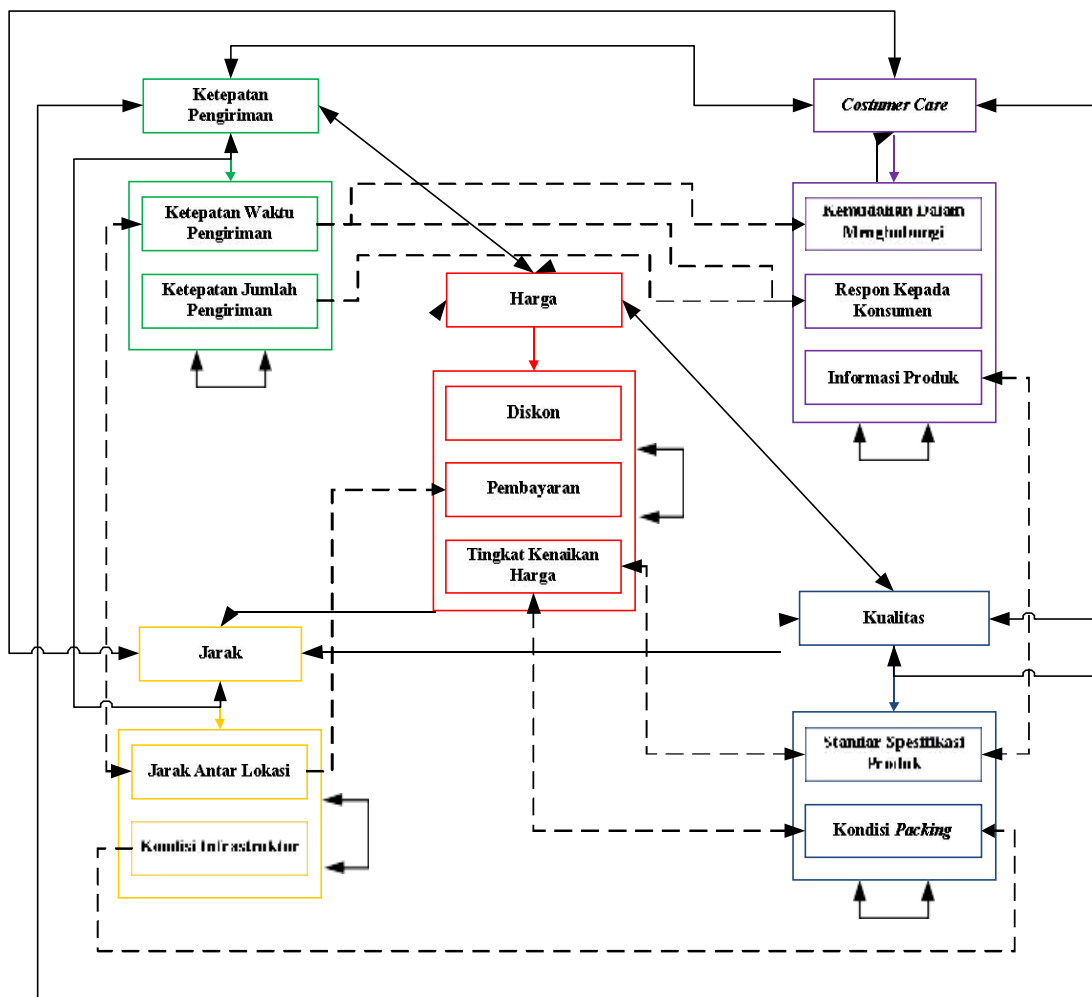 Ketepatan
Pengiriman
Costumer Care
Ketepatan Waktu
Pengiriman
Kemudahan Dalam
Menghubungi
Ketepatan Jumlah
Pengiriman
Harga
Respon Kepada
Konsumen
Informasi Produk
Diskon
Pembayaran
Tingkat Kenaikan
Harga
Jarak
Kualitas
Jarak Antar Lokasi
Standar Spesifikasi
Produk
Kondisi Infrastruktur
Kondisi Packing